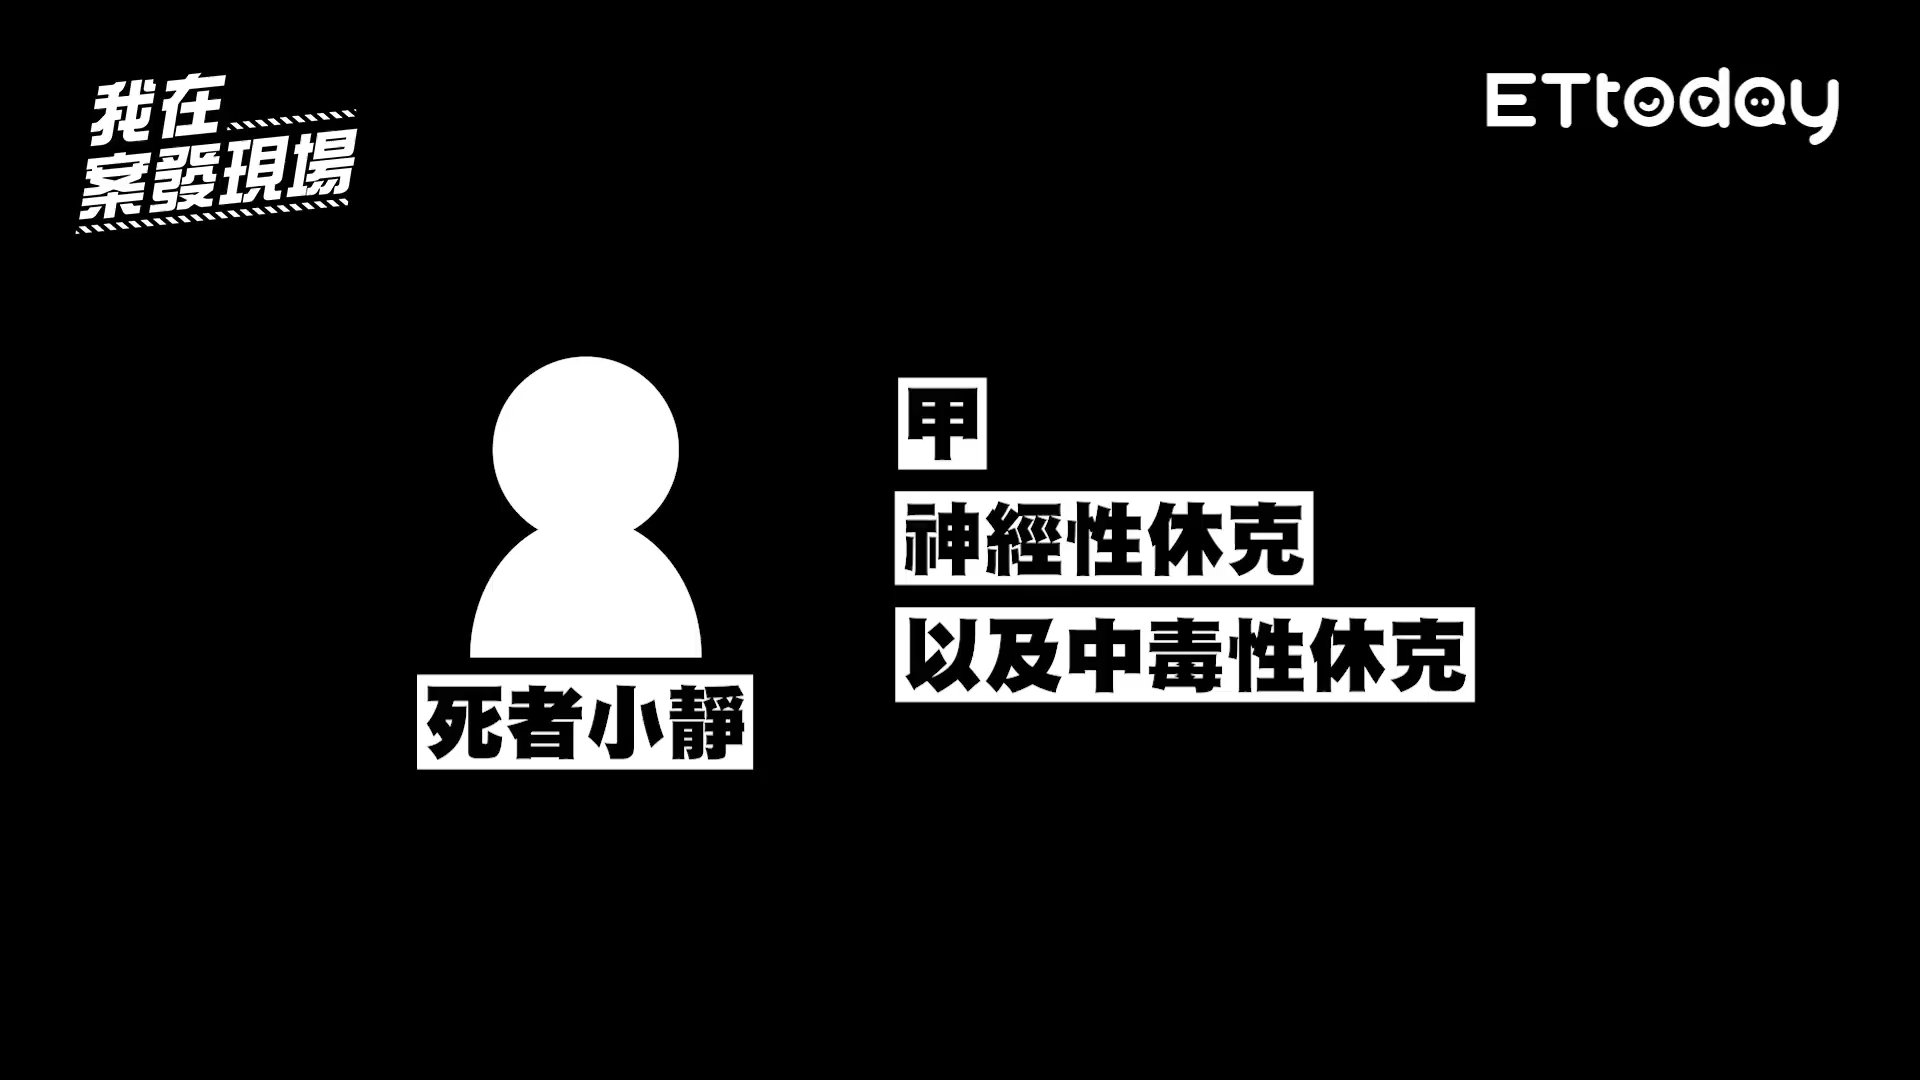 我在
案發現場
ETtoday
甲
神經性休克
以及中毒性休克
死者小靜